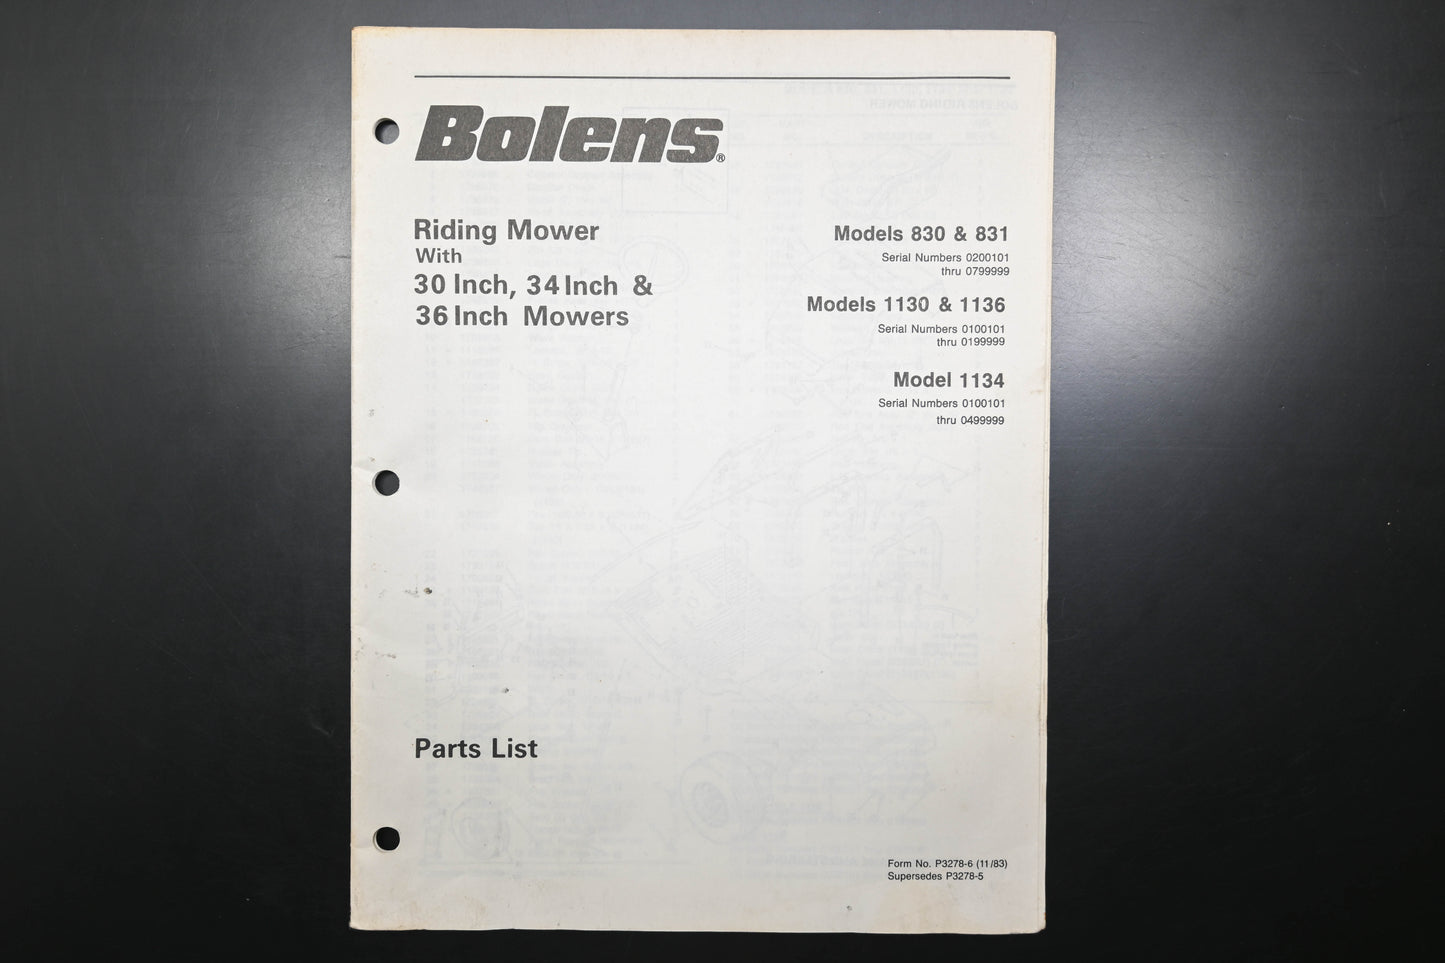 Bolens®
Riding Mower
With
30 Inch, 34 Inch &
36 Inch Mowers
Models 830 & 831
Serial Numbers 0200101
thru 0799999
Models 1130 & 1136
Serial Numbers 0100101
thru 0199999
Model 1134
Serial Numbers 0100101
thru 0499999
Parts List
Form No. P3278-6 (11/83)
Supersedes P3278-5